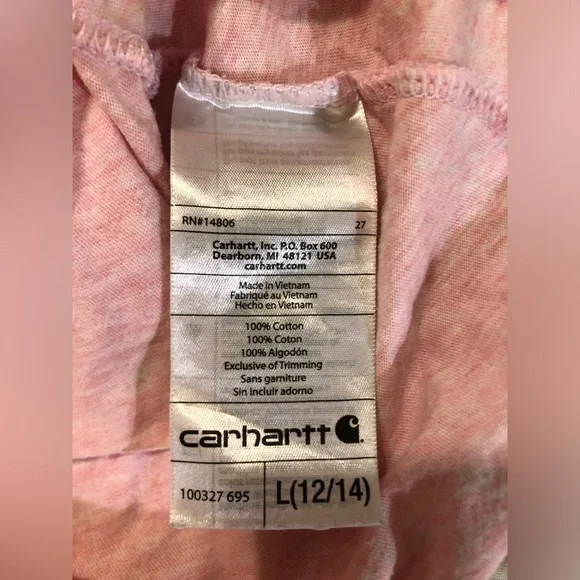 RN#14806 27
Carhartt, Inc. P.O. Box 600
Dearborn, MI 48121 USA
carhartt.com
Made in Vietnam
Fabriqué au Vietnam
Hecho en Vietnam
100% Cotton
100% Coton
100% Algodón
Exclusive of Trimming
Sans garniture
Sin incluir adorno
carhartt
100327 695 L(12/14)